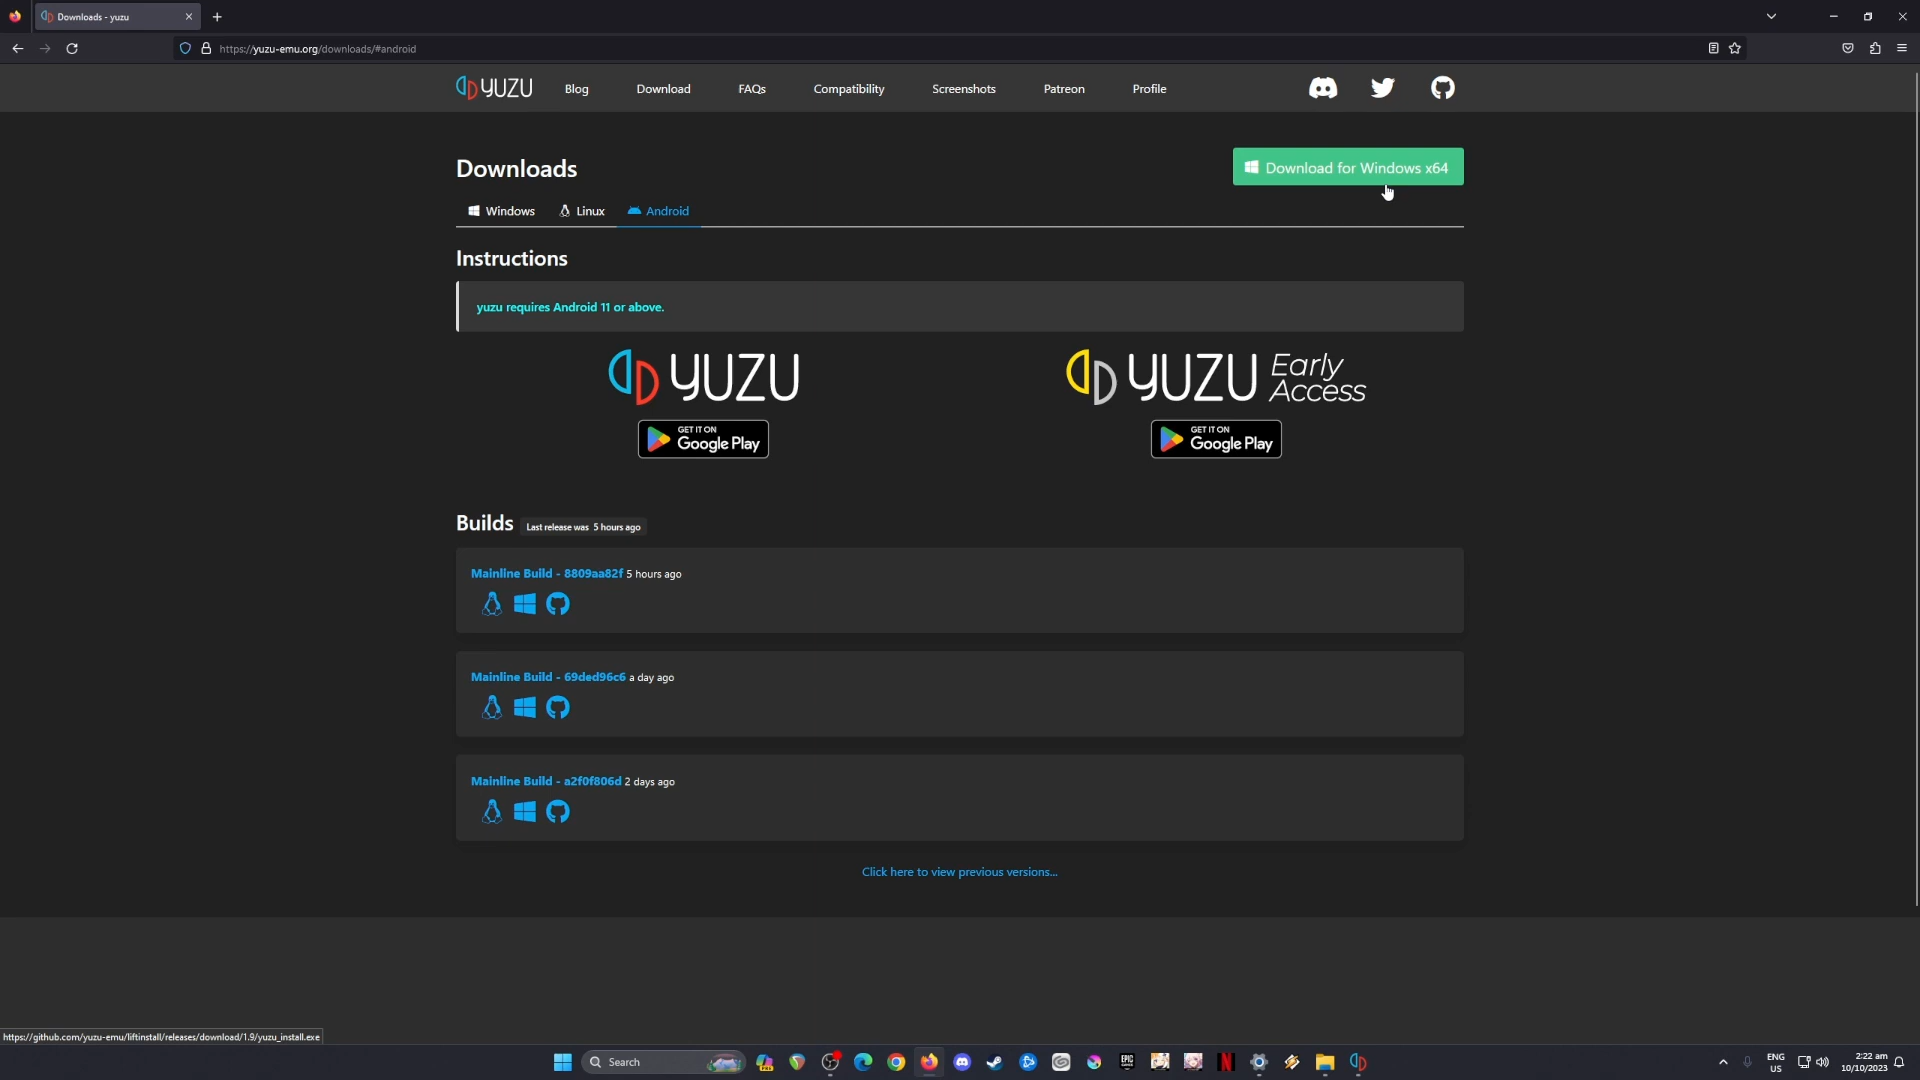 Downloads - yuzu
https://yuzu-emu.org/downloads/#android
YUZU
Blog
Download
FAQs
Compatibility
Screenshots
Patreon
Profile
Downloads
Download for Windows x64
Windows
Linux
Android
Instructions
yuzu requires Android 11 or above.
YUZU
YUZU Early Access
GET IT ON
Google Play
GET IT ON
Google Play
Builds
Last release was 5 hours ago
Mainline Build - 8809aa82f 5 hours ago
Mainline Build - 69ded96c6 a day ago
Mainline Build - a2f0f806d 2 days ago
Click here to view previous versions...
https://github.com/yuzu-emu/liftinstall/releases/download/1.9/yuzu_install.exe
Search
EPIC
ENG
US
2:22 am
10/10/2023